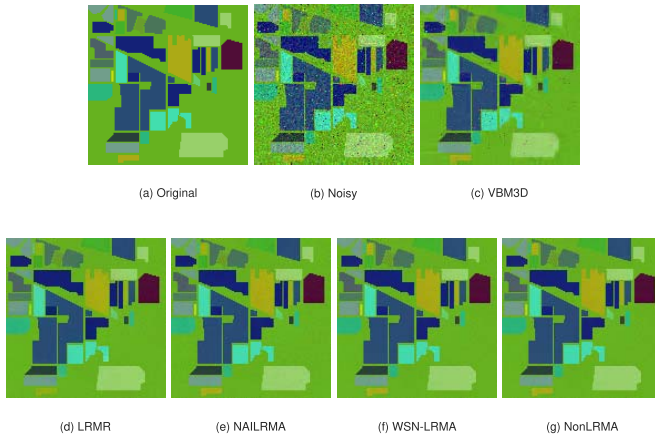 (a) Original
(b) Noisy
(c) VBM3D
(d) LRMR
(e) NAILRMA
(f) WSN-LRMA
(g) NonLRMA